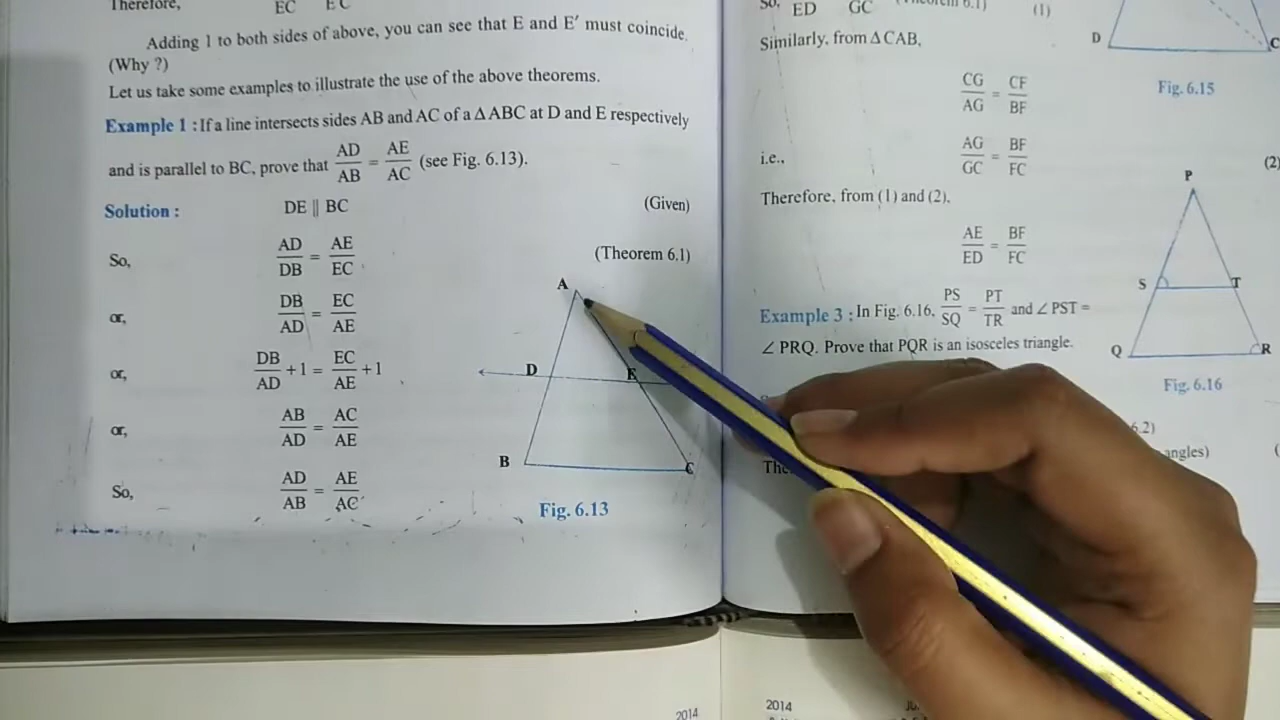 Therefore, EC EC
Adding 1 to both sides of above, you can see that E and E′ must coincide.
(Why ?)
Let us take some examples to illustrate the use of the above theorems.
Example 1 : If a line intersects sides AB and AC of a Δ ABC at D and E respectively
and is parallel to BC, prove that AD/AB = AE/AC (see Fig. 6.13).
Solution : DE || BC (Given)
So, AD/DB = AE/EC (Theorem 6.1)
or, DB/AD = EC/AE
or, DB/AD + 1 = EC/AE + 1
or, AB/AD = AC/AE
So, AD/AB = AE/AC
A
D E
B C
Fig. 6.13
So, ED GC 6.1) (1)
Similarly, from Δ CAB,
CG/AG = CF/BF
i.e., AG/GC = BF/FC (2)
Therefore, from (1) and (2),
AE/ED = BF/FC
D C
Fig. 6.15
Example 3 : In Fig. 6.16, PS/SQ = PT/TR and ∠ PST =
∠ PRQ. Prove that PQR is an isosceles triangle.
P
S T
Q R
Fig. 6.16
6.2)
angles)
2014
2014